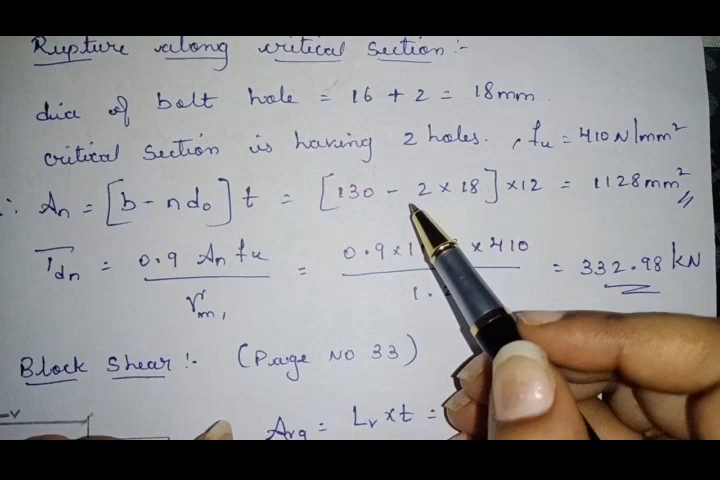 Rupture along critical section :-
dia of bolt hole = 16 + 2 = 18mm.
critical section is having 2 holes. , fu = 410 N/mm²
∴ An = [b - n d₀] t = [130 - 2 × 18] × 12 = 1128 mm²
Tdn = 0.9 An fu / γm₁ = 0.9 × 1 × 410 / 1. = 332.98 kN
Block Shear :- (Page No 33)
Avg = Lv × t =